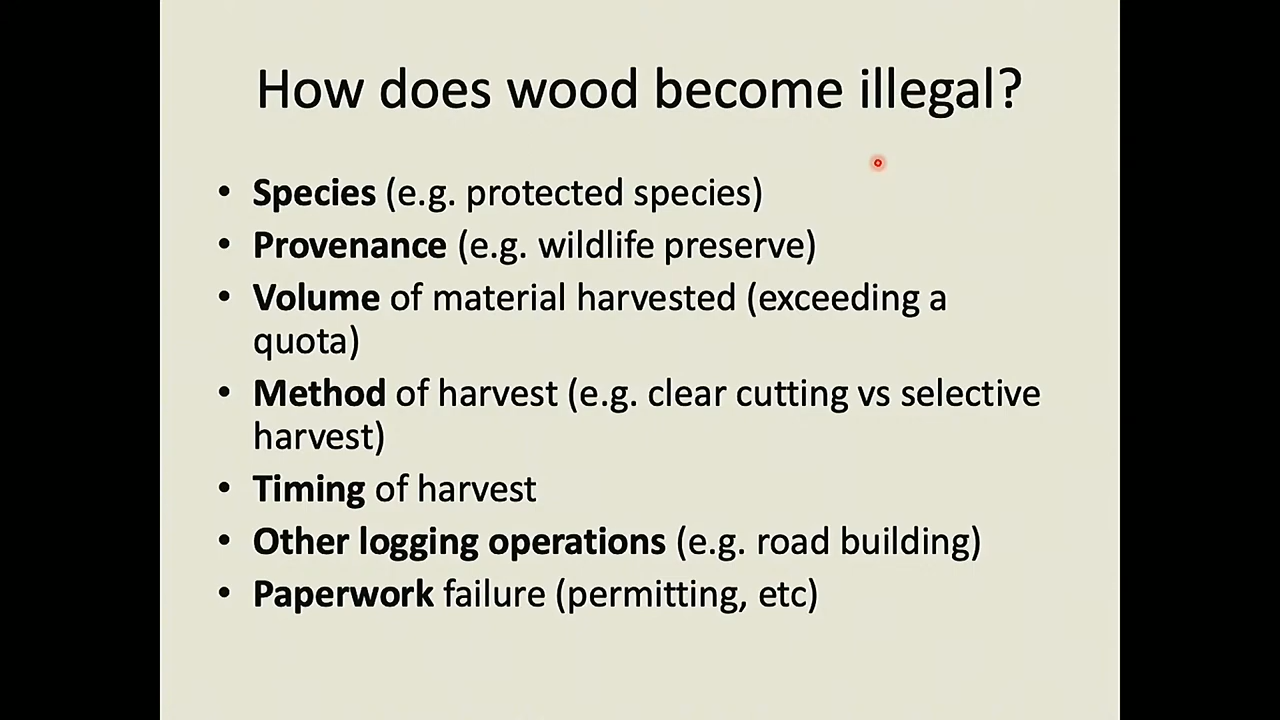 How does wood become illegal?
• Species (e.g. protected species)
• Provenance (e.g. wildlife preserve)
• Volume of material harvested (exceeding a
quota)
• Method of harvest (e.g. clear cutting vs selective
harvest)
• Timing of harvest
• Other logging operations (e.g. road building)
• Paperwork failure (permitting, etc)